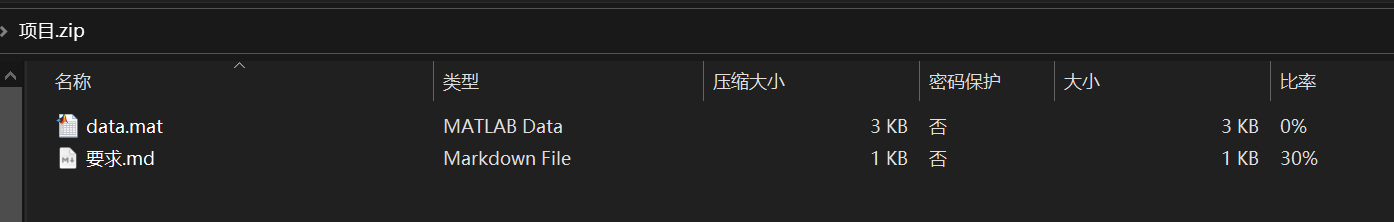 项目.zip
名称 类型 压缩大小 密码保护 大小 比率
data.mat MATLAB Data 3 KB 否 3 KB 0%
要求.md Markdown File 1 KB 否 1 KB 30%